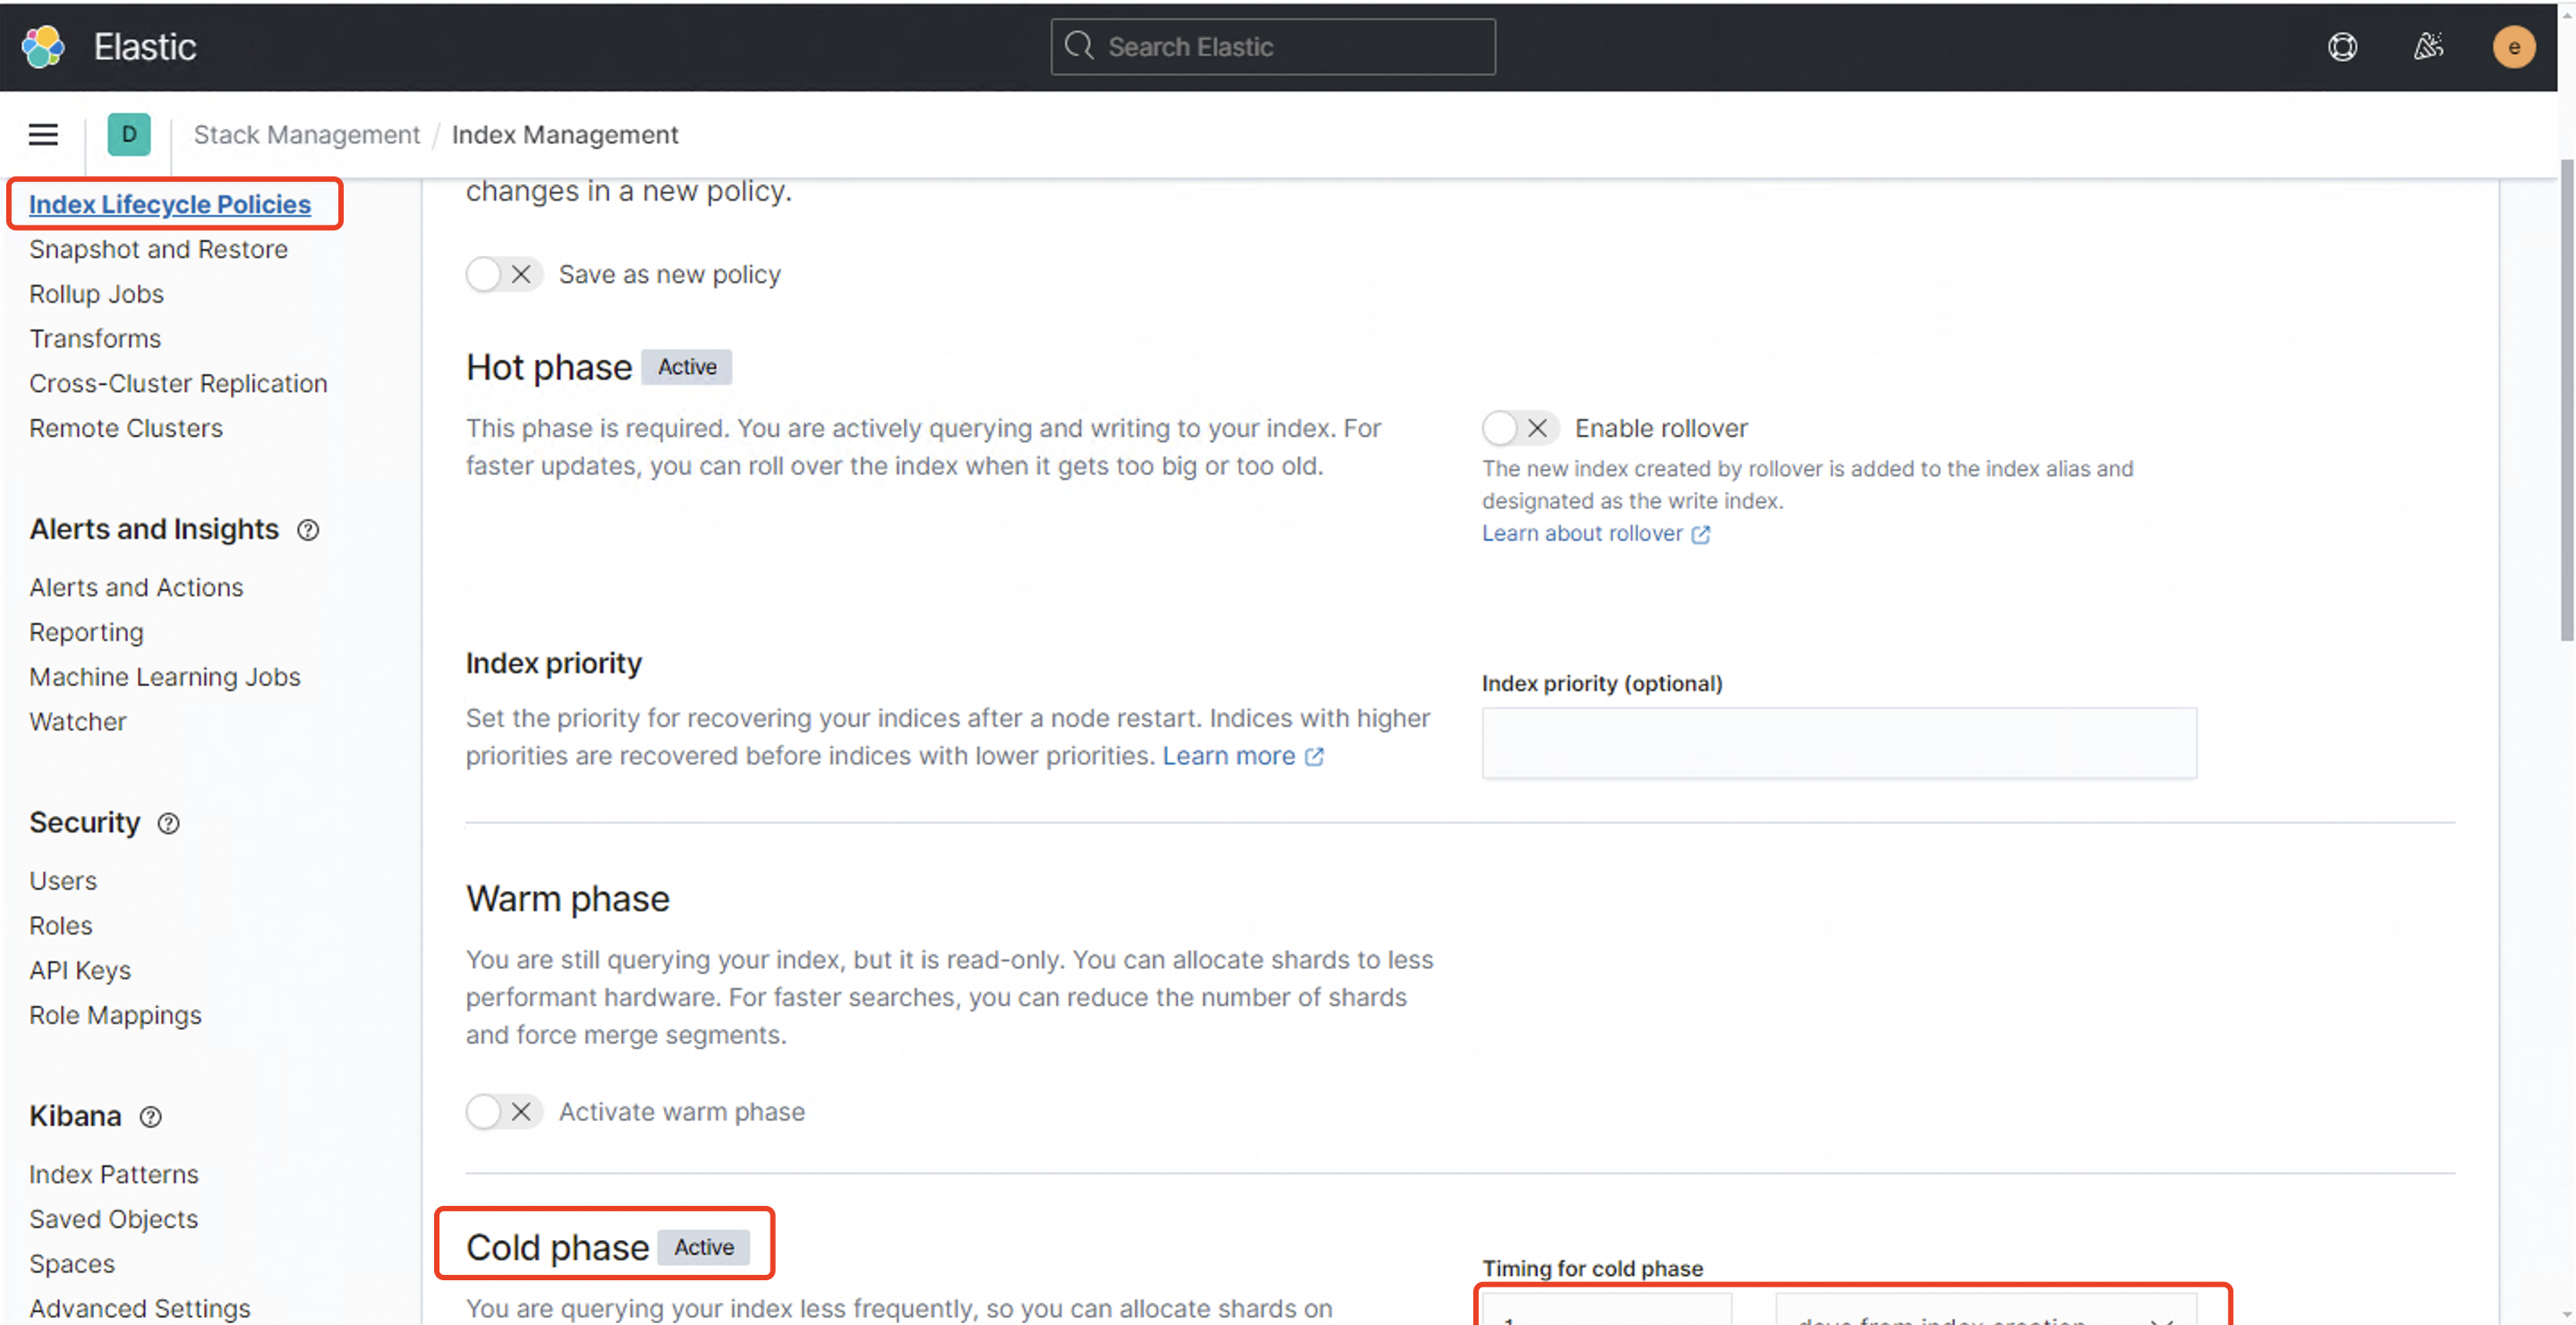 Elastic
Search Elastic
e
D
Stack Management / Index Management
Index Lifecycle Policies
Snapshot and Restore
Rollup Jobs
Transforms
Cross-Cluster Replication
Remote Clusters
Alerts and Insights
Alerts and Actions
Reporting
Machine Learning Jobs
Watcher
Security
Users
Roles
API Keys
Role Mappings
Kibana
Index Patterns
Saved Objects
Spaces
Advanced Settings
changes in a new policy.
Save as new policy
Hot phase Active
This phase is required. You are actively querying and writing to your index. For
faster updates, you can roll over the index when it gets too big or too old.
Enable rollover
The new index created by rollover is added to the index alias and
designated as the write index.
Learn about rollover
Index priority
Set the priority for recovering your indices after a node restart. Indices with higher
priorities are recovered before indices with lower priorities. Learn more
Index priority (optional)
Warm phase
You are still querying your index, but it is read-only. You can allocate shards to less
performant hardware. For faster searches, you can reduce the number of shards
and force merge segments.
Activate warm phase
Cold phase Active
You are querying your index less frequently, so you can allocate shards on
Timing for cold phase
days from index creation